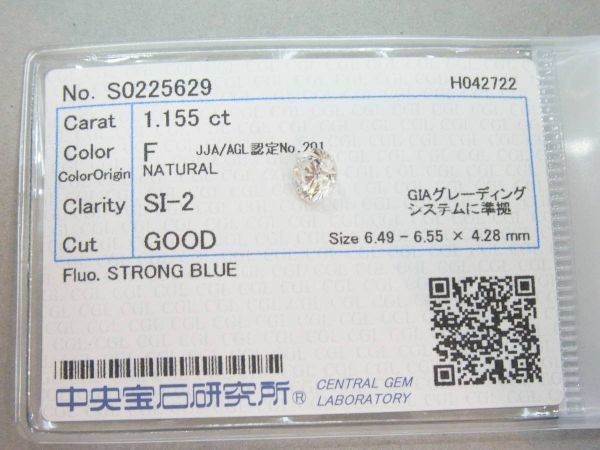 No. S0225629
H042722
Carat 1.155 ct
Color F JJA/AGL認定No.291
ColorOrigin NATURAL
Clarity SI-2
GIAグレーディング
システムに準拠
Cut GOOD
Size 6.49 - 6.55 × 4.28 mm
Fluo. STRONG BLUE
中央宝石研究所®
CENTRAL GEM
LABORATORY